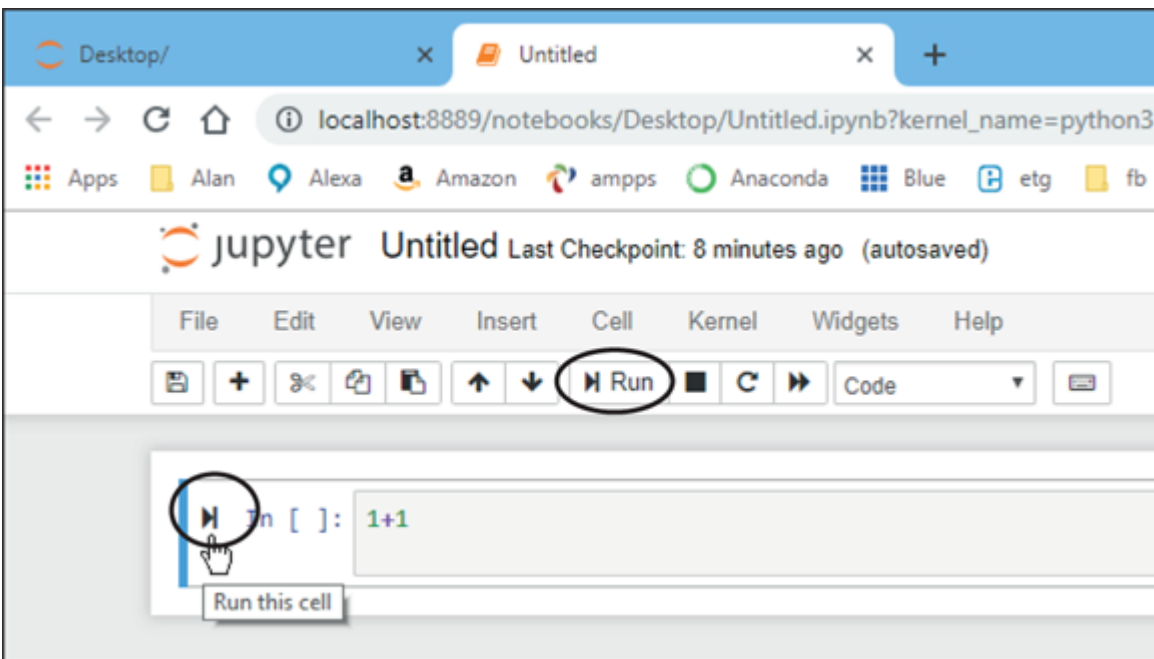 Desktop/ Untitled
localhost:8889/notebooks/Desktop/Untitled.ipynb?kernel_name=python3
Apps Alan Alexa Amazon ampps Anaconda Blue etg fb
jupyter Untitled Last Checkpoint: 8 minutes ago (autosaved)
File Edit View Insert Cell Kernel Widgets Help
Run Code
In [ ]: 1+1
Run this cell